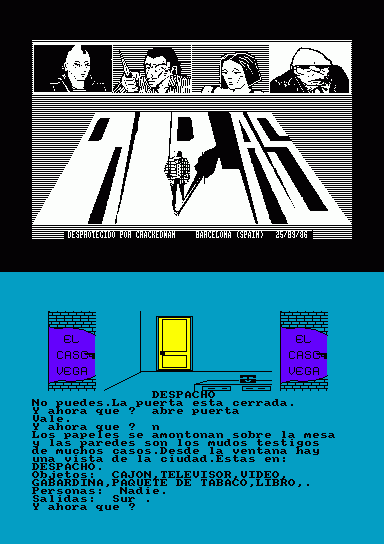 ABLAS
DESPROTECIDO POR CRACKEDMAN BARCELONA (SPAIN) 25/03/86
EL CASO VEGA
EL CASO VEGA
DESPACHO
No puedes.La puerta esta cerrada.
Y ahora que ? abre puerta
Vale.
Y ahora que ? n
Los papeles se amontonan sobre la mesa
y las paredes son los mudos testigos
de muchos casos.Desde la ventana hay
una vista de la ciudad.Estas en:
DESPACHO.
Objetos: CAJON,TELEVISOR,VIDEO,
GABARDINA,PAQUETE DE TABACO,LIBRO,.
Personas: Nadie.
Salidas: Sur .
Y ahora que ?